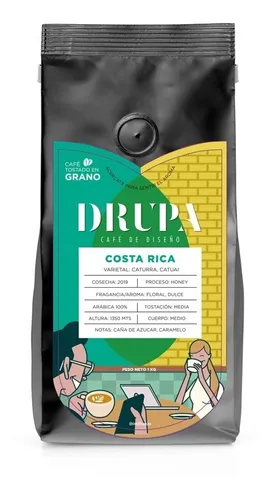 CAFÉ
TOSTADO EN
GRANO
DRUPA
CAFE DE DISEÑO
COSTA RICA
VARIETAL: CATURRA, CATUAI
COSECHA: 2019 PROCESO: HONEY
FRAGANCIA/AROMA: FLORAL, DULCE
ARÁBICA 100% TOSTACIÓN: MEDIA
ALTURA: 1350 MTS CUERPO: MEDIO
NOTAS: CAÑA DE AZUCAR, CARAMELO
PESO NETO 1 KG